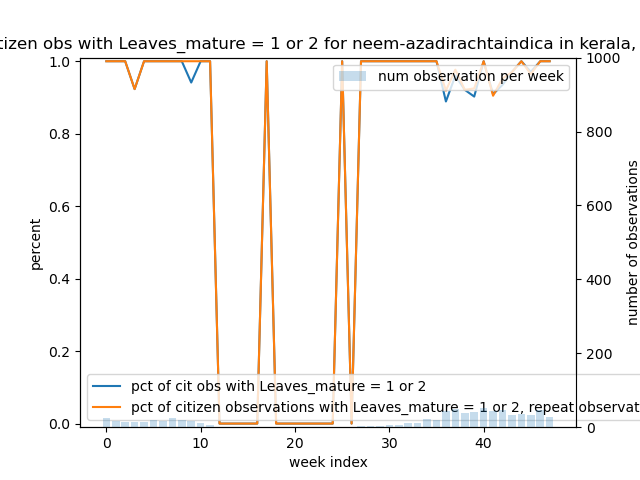 tizen obs with Leaves_mature = 1 or 2 for neem-azadirachtaindica in kerala,
1.0
0.8
0.6
0.4
0.2
0.0
percent
1000
800
600
400
200
0
number of observations
num observation per week
pct of cit obs with Leaves_mature = 1 or 2
pct of citizen observations with Leaves_mature = 1 or 2, repeat observat
0 10 20 30 40
week index